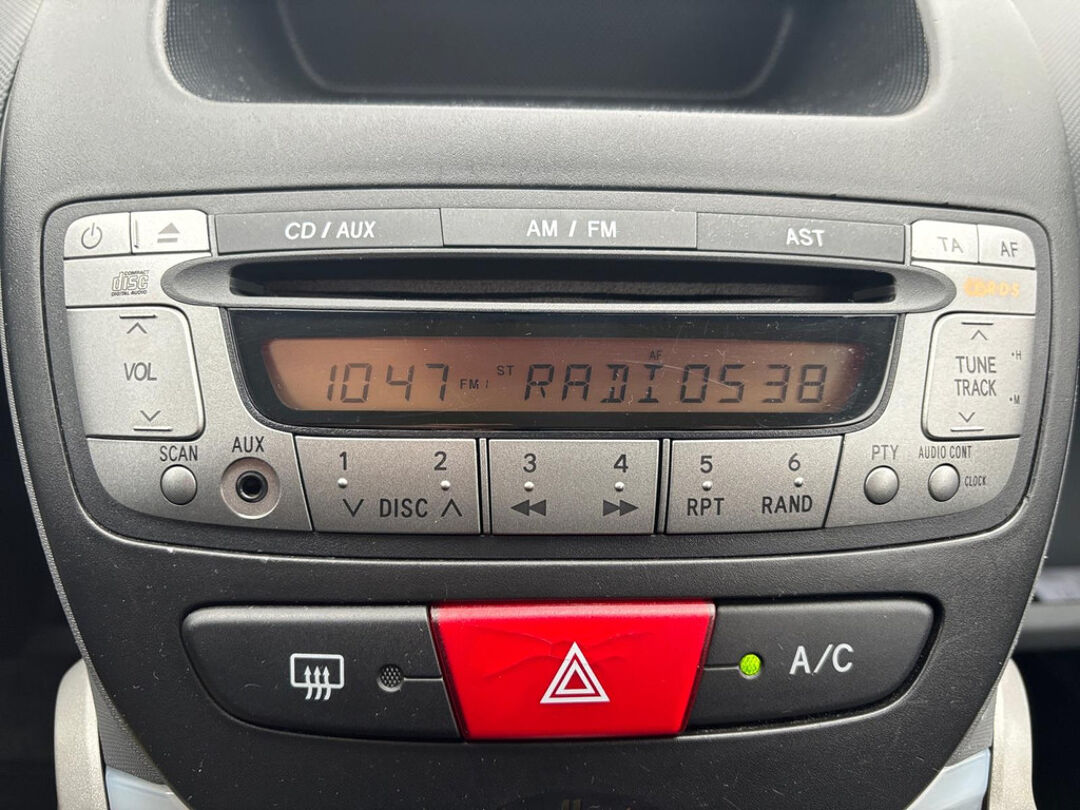 CD / AUX AM / FM AST TA AF
COMPACT
disc
DIGITAL AUDIO
RDS
VOL
1047 FM1 ST AF RADIO538
TUNE
TRACK
•H
•M
SCAN AUX 1 2 3 4 5 6 PTY AUDIO CONT
DISC RPT RAND CLOCK
A/C